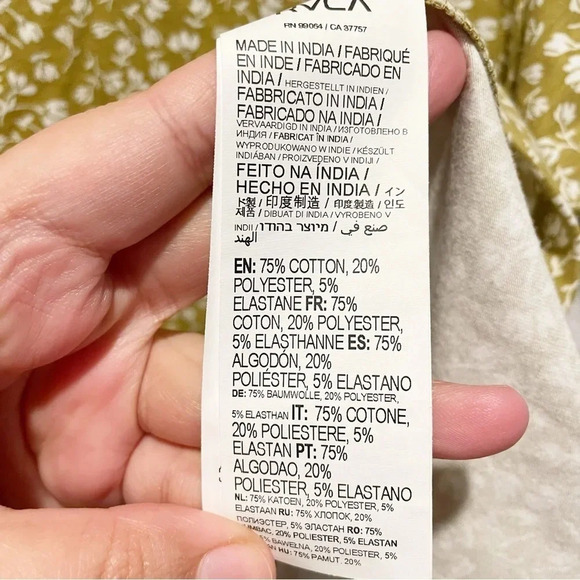 RN 99064 / CA 37757
MADE IN INDIA / FABRIQUÉ
EN INDE / FABRICADO EN
INDIA / HERGESTELLT IN INDIEN /
FABBRICATO IN INDIA /
FABRICADO NA INDIA /
VERVAARDIGD IN INDIA / ИЗГОТОВЛЕНО В
ИНДИЯ / FABRICAT ÎN INDIA /
WYPRODUKOWANO W INDIE / KÉSZÜLT
INDIÁBAN / PROIZVEDENO V INDIJI /
FEITO NA ÍNDIA /
HECHO EN INDIA / イン
ド製 / 印度制造 / 印度製造 / 인도
제품 / DIBUAT DI INDIA / VYROBENO V
INDII / מיוצר בהודו / صنع في
الهند
EN: 75% COTTON, 20%
POLYESTER, 5%
ELASTANE FR: 75%
COTON, 20% POLYESTER,
5% ELASTHANNE ES: 75%
ALGODÓN, 20%
POLIÉSTER, 5% ELASTANO
DE: 75% BAUMWOLLE, 20% POLYESTER,
5% ELASTHAN IT: 75% COTONE,
20% POLIESTERE, 5%
ELASTAN PT: 75%
ALGODAO, 20%
POLIESTER, 5% ELASTANO
NL: 75% KATOEN, 20% POLYESTER, 5%
ELASTAAN RU: 75% ХЛОПОК, 20%
ПОЛИЭСТЕР, 5% ЭЛАСТАН RO: 75%
BUMBAC, 20% POLIESTER, 5% ELASTAN
75% BAWEŁNA, 20% POLIESTER, 5%
HU: 75% PAMUT, 20%